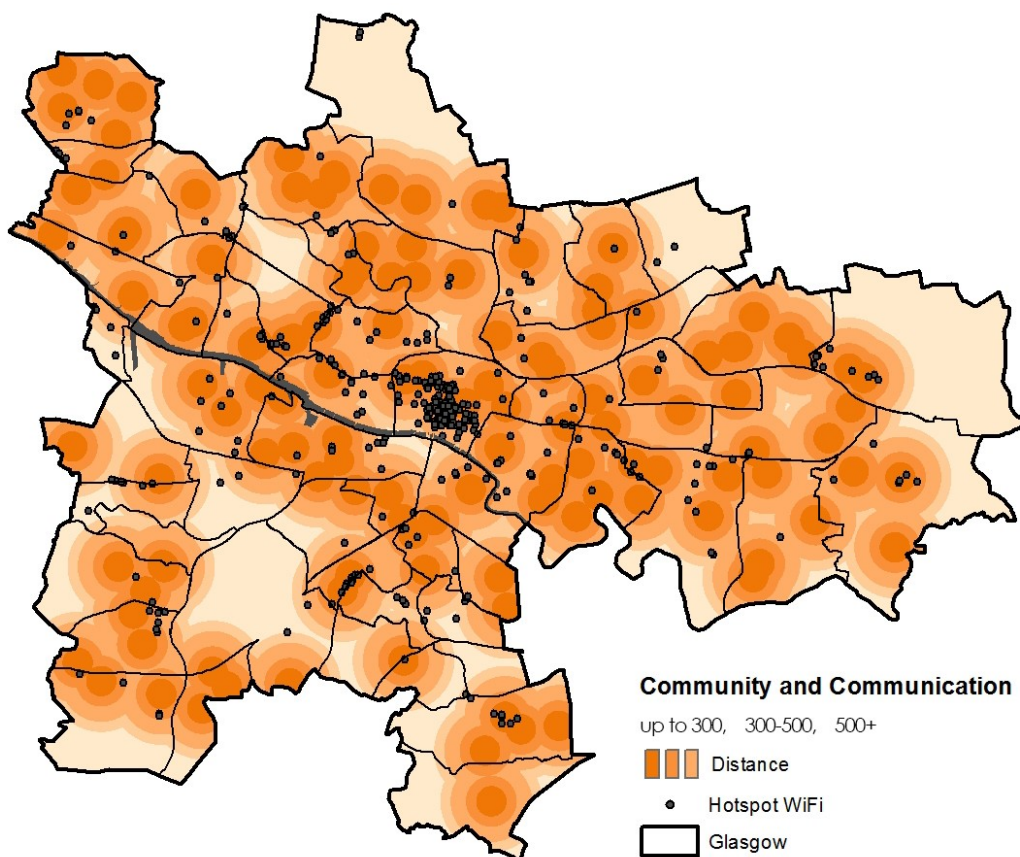 Community and Communication
up to 300, 300-500, 500+
Distance
Hotspot WiFi
Glasgow